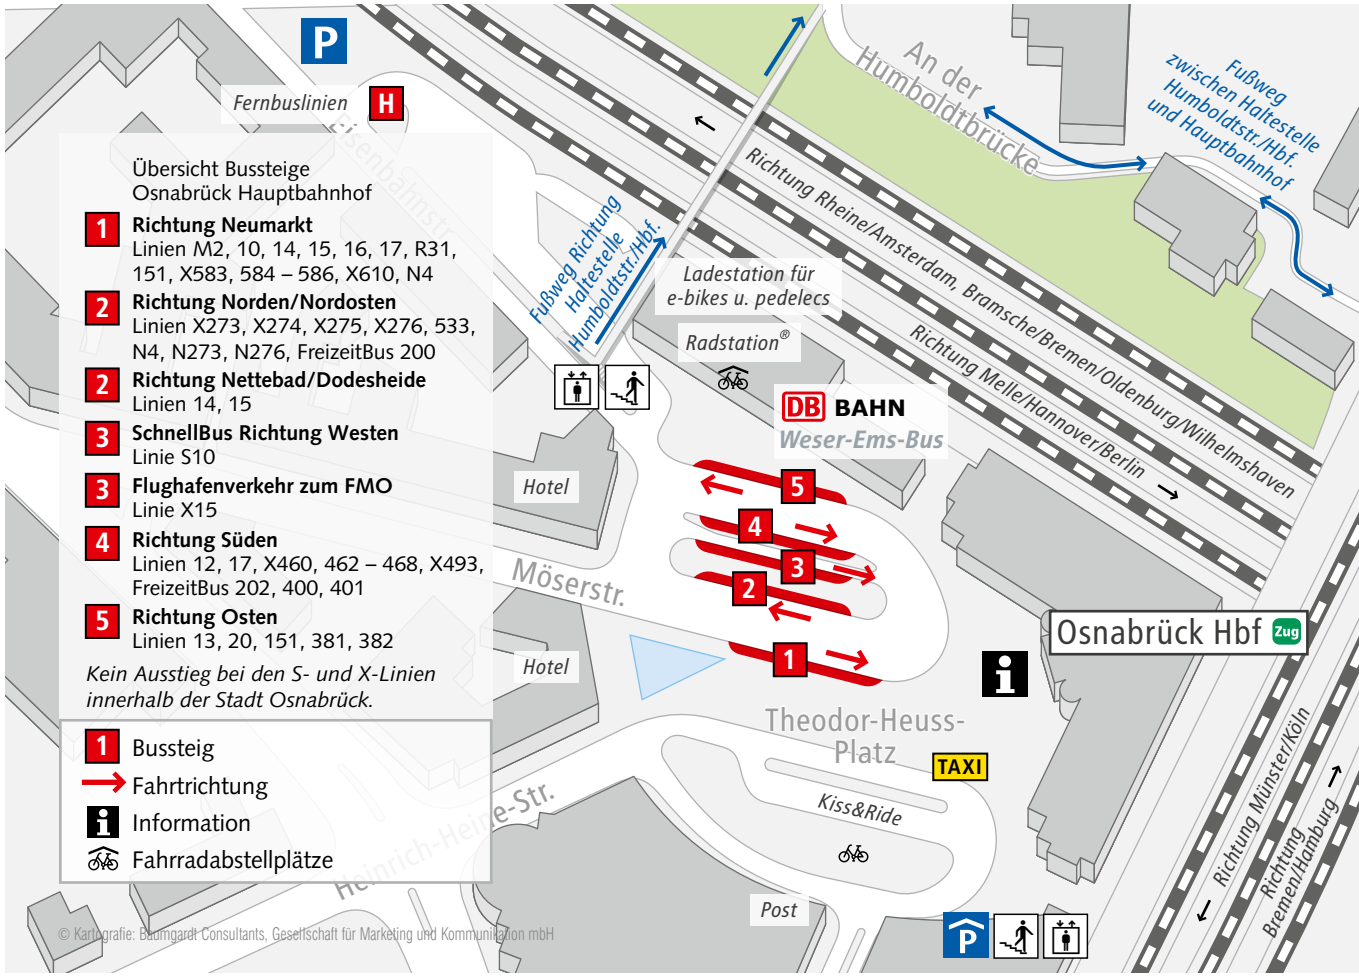 P
Fernbuslinien H
Eisenbahnstr.
Übersicht Bussteige
Osnabrück Hauptbahnhof
1 Richtung Neumarkt
Linien M2, 10, 14, 15, 16, 17, R31,
151, X583, 584 – 586, X610, N4
2 Richtung Norden/Nordosten
Linien X273, X274, X275, X276, 533,
N4, N273, N276, FreizeitBus 200
2 Richtung Nettebad/Dodesheide
Linien 14, 15
3 SchnellBus Richtung Westen
Linie S10
3 Flughafenverkehr zum FMO
Linie X15
4 Richtung Süden
Linien 12, 17, X460, 462 – 468, X493,
FreizeitBus 202, 400, 401
5 Richtung Osten
Linien 13, 20, 151, 381, 382
Kein Ausstieg bei den S- und X-Linien
innerhalb der Stadt Osnabrück.
1 Bussteig
Fahrtrichtung
i Information
Fahrradabstellplätze
© Kartografie: Baumgardt Consultants, Gesellschaft für Marketing und Kommunikation mbH
An der
Humboldtbrücke
Fußweg
zwischen Haltestelle
Humboldtstr./Hbf.
und Hauptbahnhof
Fußweg Richtung
Haltestelle
Humboldtstr./Hbf.
Richtung Rheine/Amsterdam, Bramsche/Bremen/Oldenburg/Wilhelmshaven
Richtung Melle/Hannover/Berlin
Ladestation für
e-bikes u. pedelecs
Radstation®
DB BAHN
Weser-Ems-Bus
Hotel
5
4
3
2
1
Möserstr.
Hotel
Osnabrück Hbf Zug
i
Theodor-Heuss-
Platz
TAXI
Kiss&Ride
Heinrich-Heine-Str.
Post
P
Richtung Münster/Köln
Richtung
Bremen/Hamburg